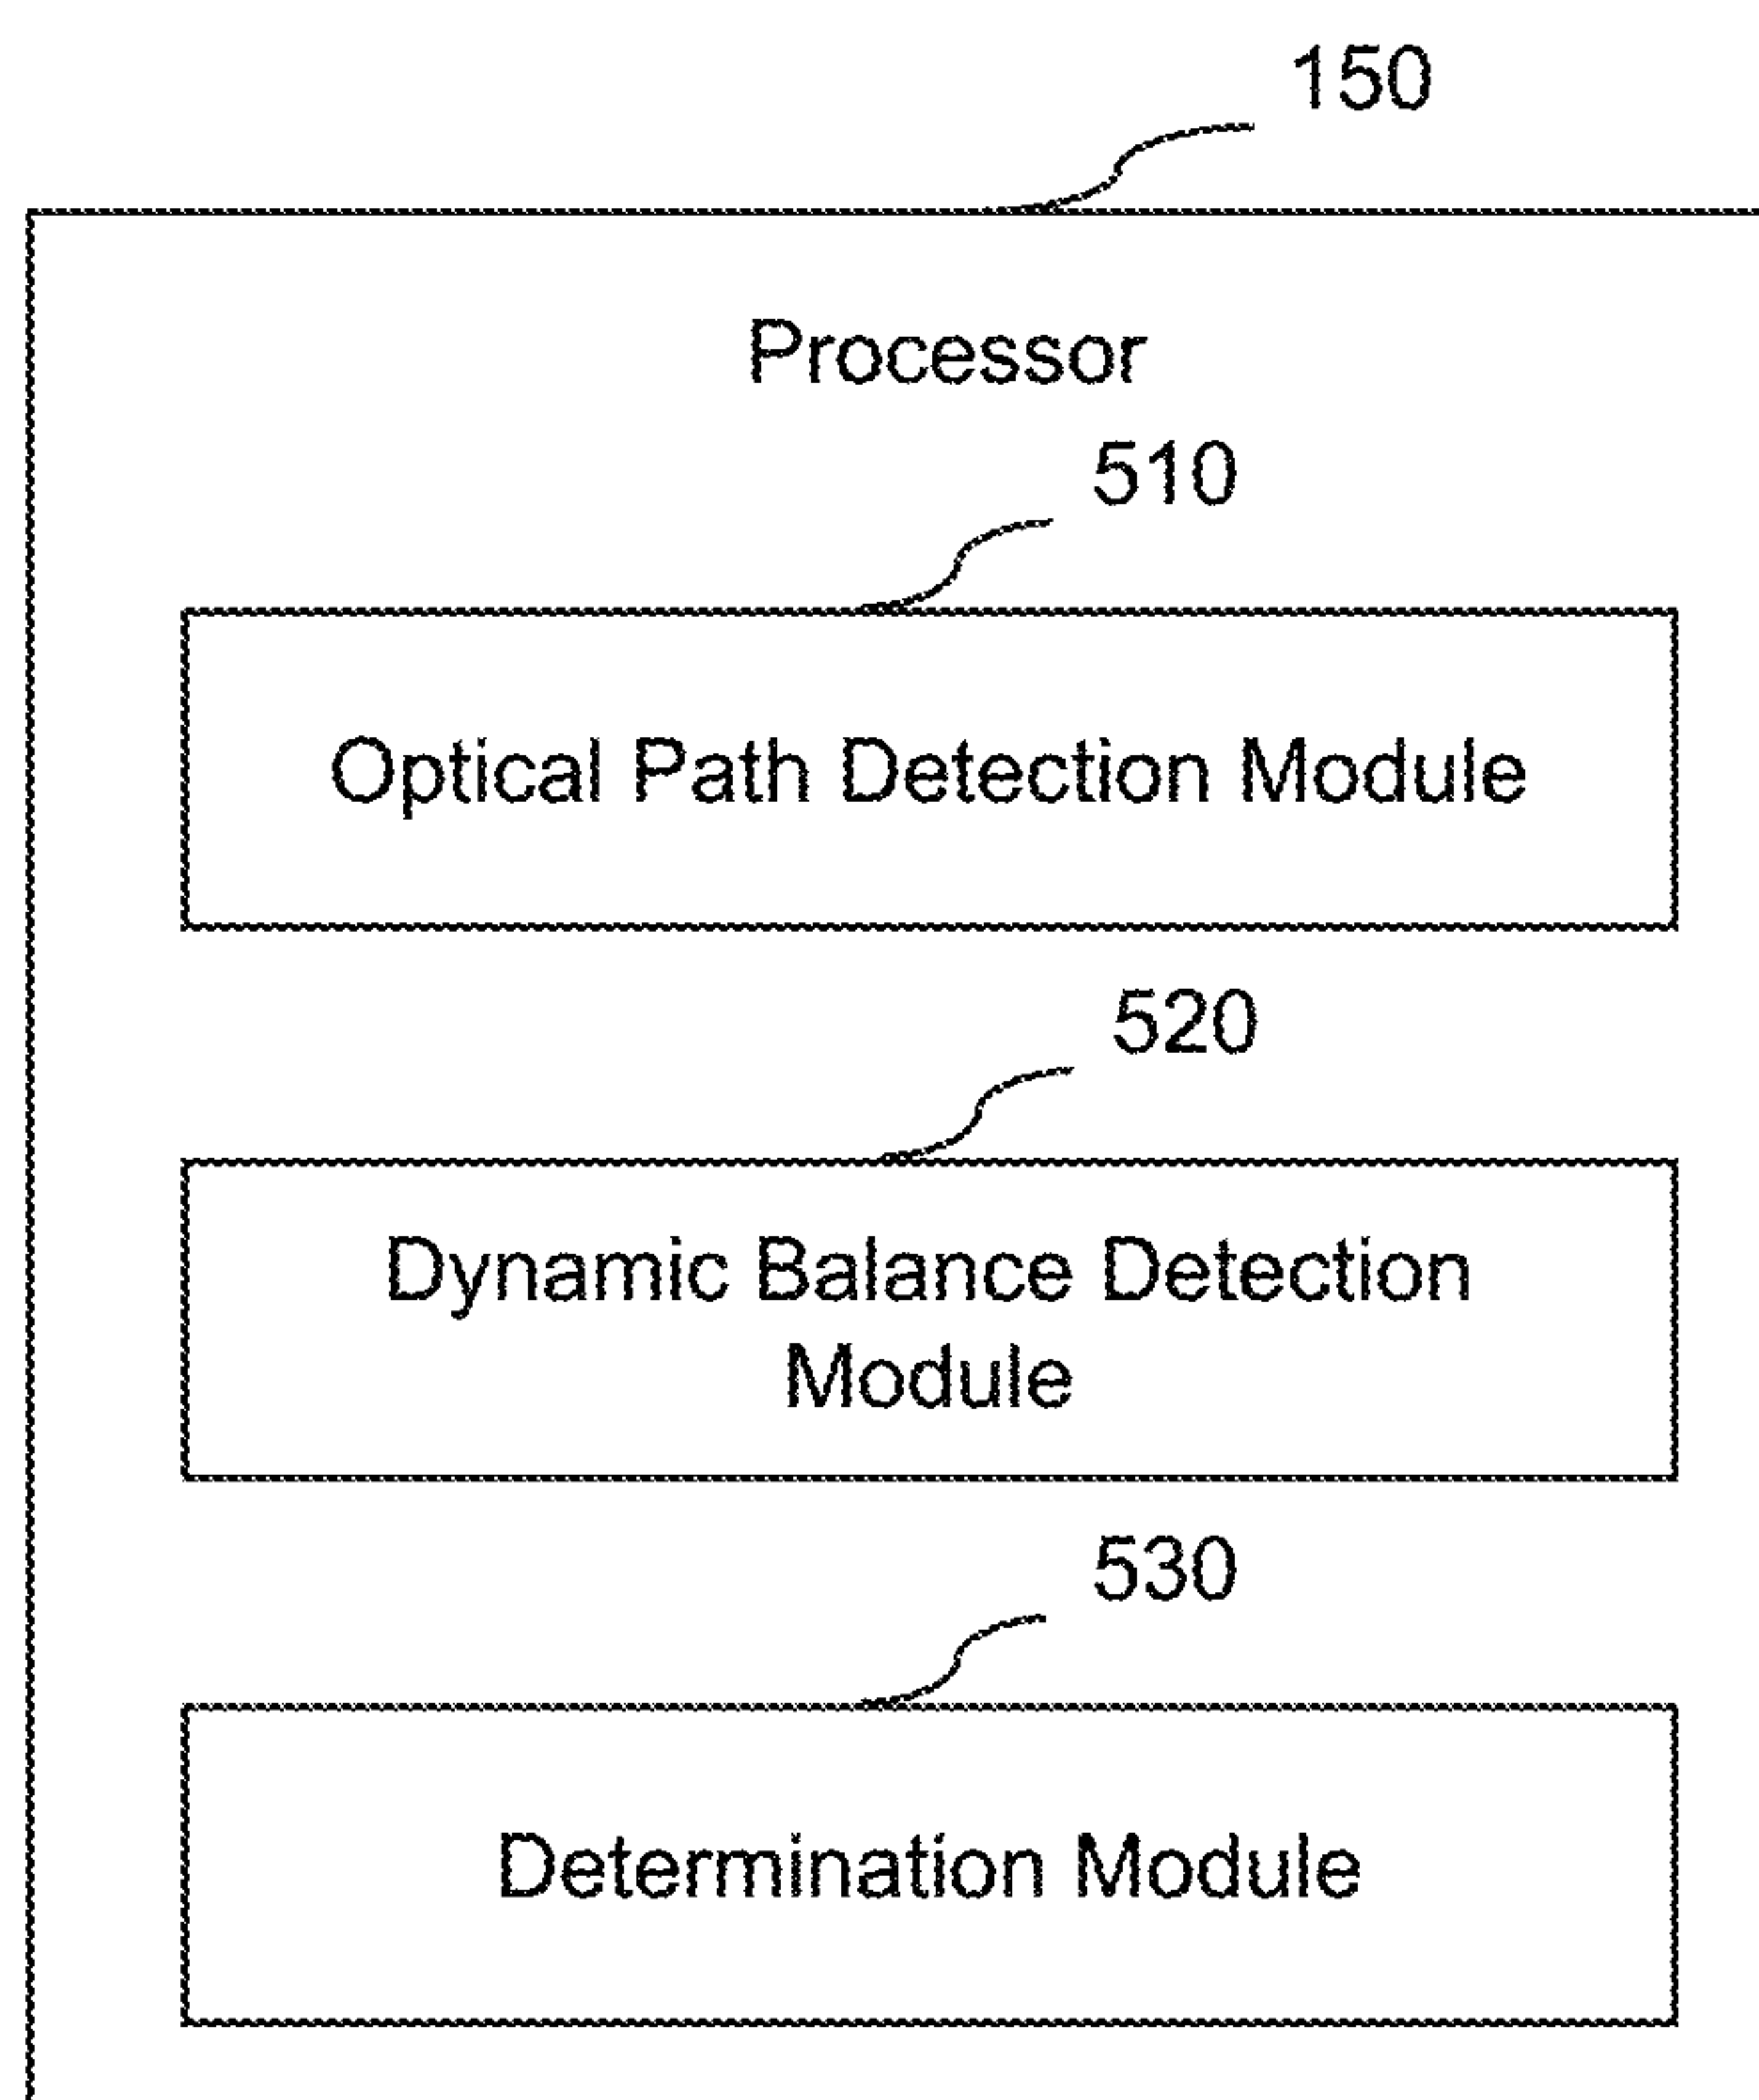 150
Processor
510
Optical Path Detection Module
520
Dynamic Balance Detection
Module
530
Determination Module